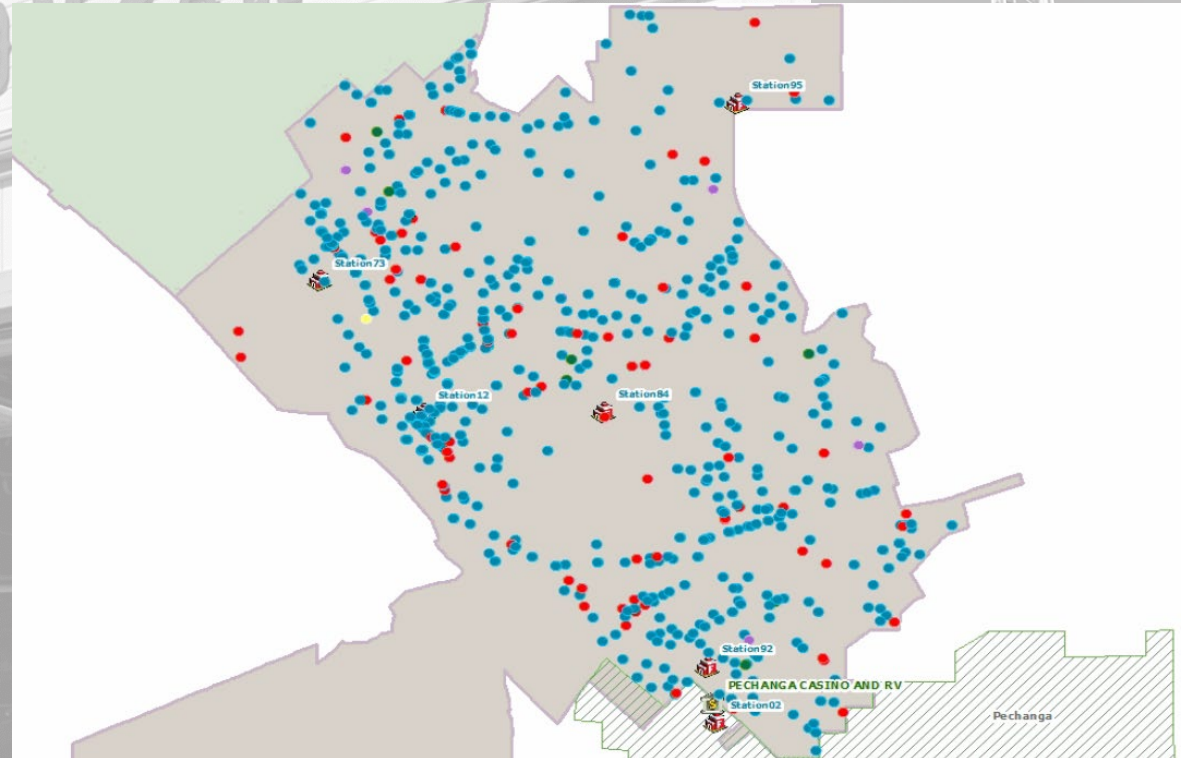 Station95
Station73
Station12
Station84
Station92
PECHANGA CASINO AND RV
Station02
Pechanga